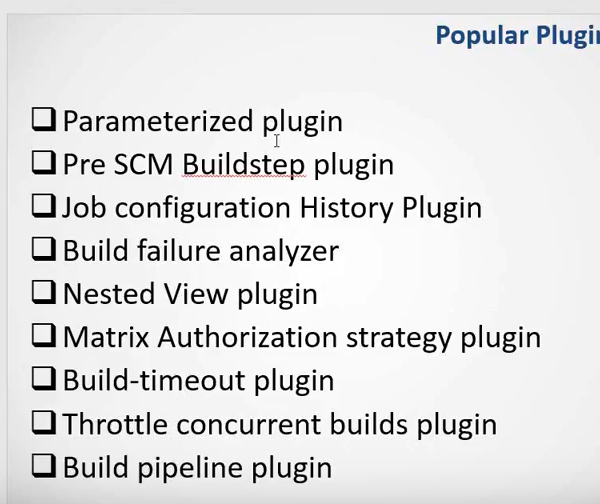 Popular Plugin
Parameterized plugin
Pre SCM Buildstep plugin
Job configuration History Plugin
Build failure analyzer
Nested View plugin
Matrix Authorization strategy plugin
Build-timeout plugin
Throttle concurrent builds plugin
Build pipeline plugin